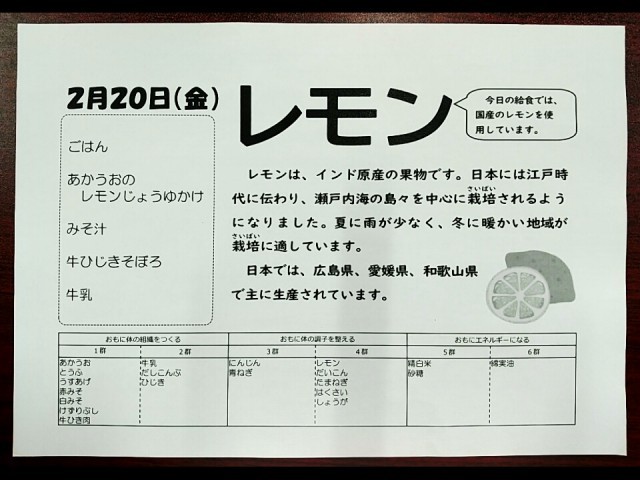 2月20日(金)
レモン
今日の給食では、
国産のレモンを使
用しています。
ごはん
あかうおの
レモンじょうゆかけ
みそ汁
牛ひじきそぼろ
牛乳
レモンは、インド原産の果物です。日本には江戸時
代に伝わり、瀬戸内海の島々を中心に栽培されるよう
さいばい
になりました。夏に雨が少なく、冬に暖かい地域が
さいばい
栽培に適しています。
日本では、広島県、愛媛県、和歌山県
で主に生産されています。
おもに体の組織をつくる おもに体の調子を整える おもにエネルギーになる
1群 2群 3群 4群 5群 6群
あかうお 牛乳 にんじん レモン 精白米 綿実油
とうふ だしこんぶ 青ねぎ だいこん 砂糖
うすあげ ひじき たまねぎ
赤みそ はくさい
白みそ しょうが
けずりぶし
牛ひき肉